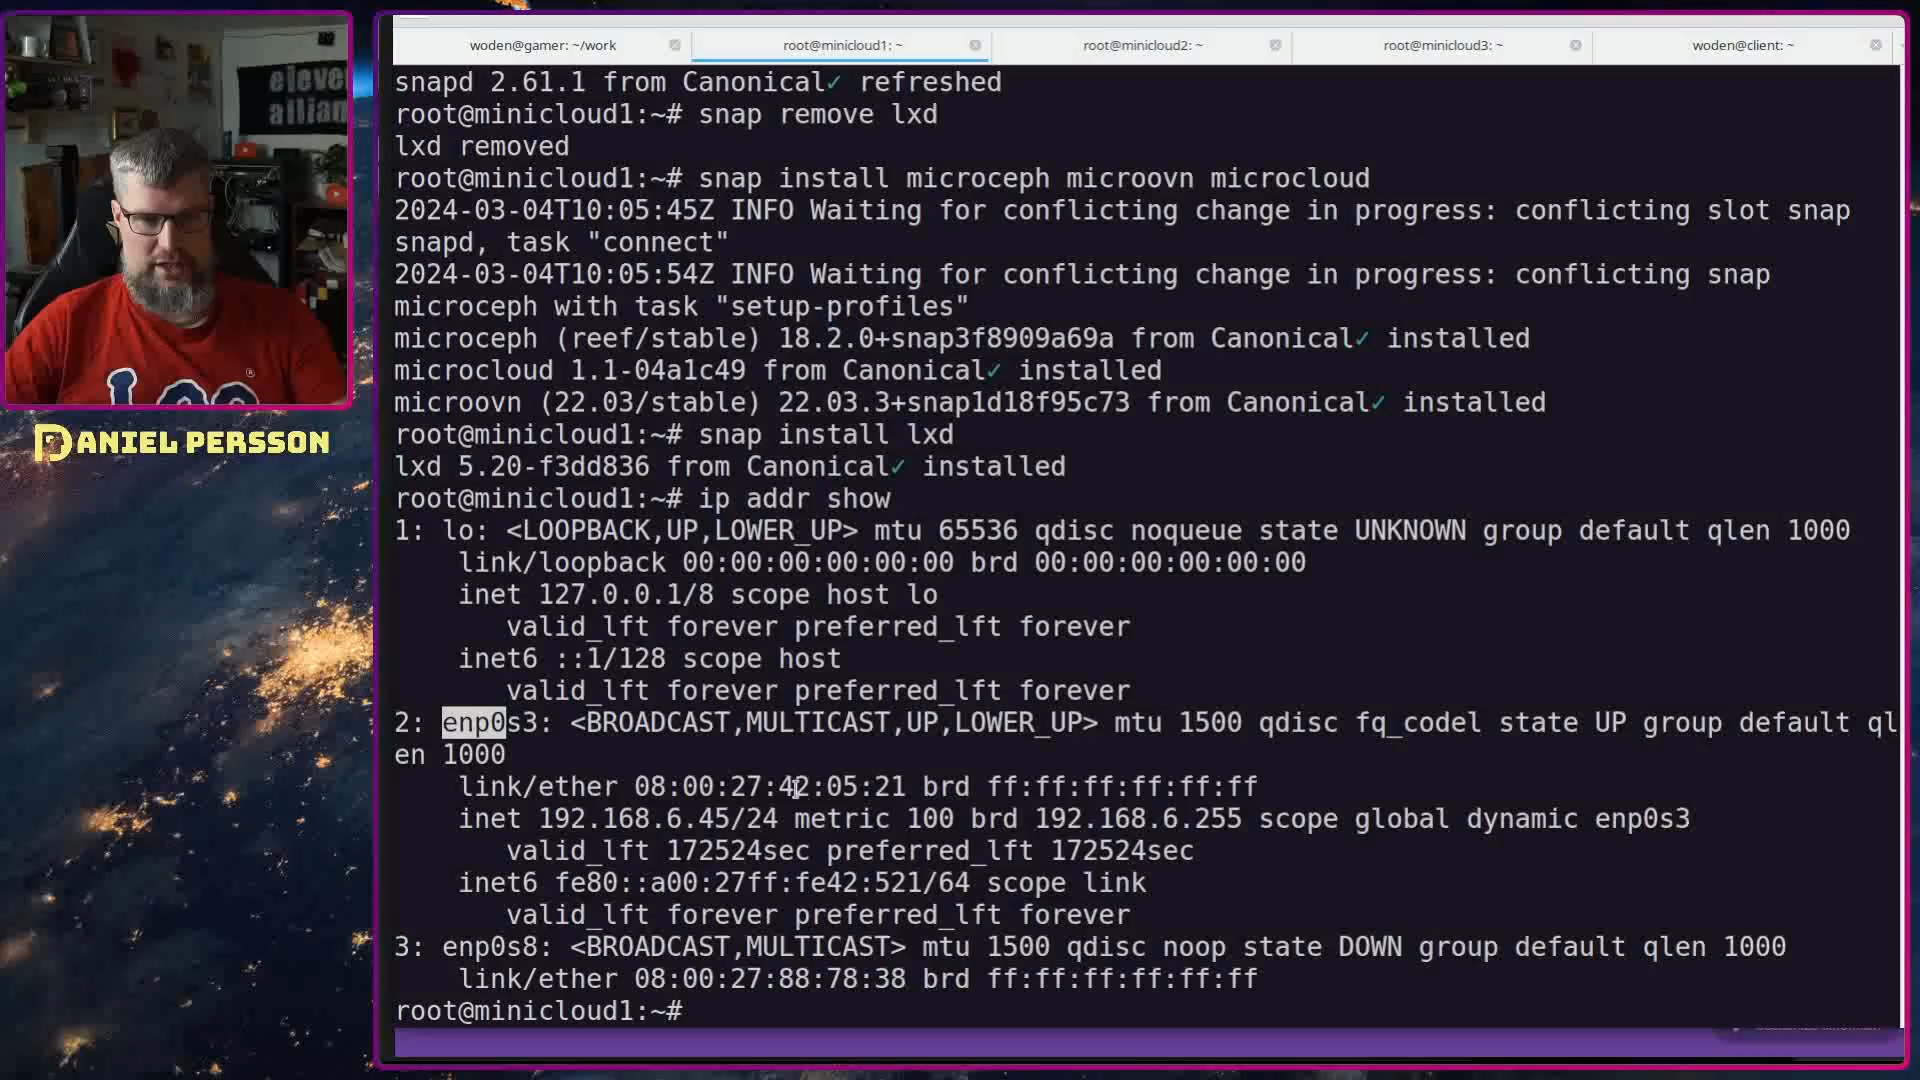 woden@gamer: ~/work
root@minicloud1: ~
root@minicloud2: ~
root@minicloud3: ~
woden@client: ~
eleven
allian
®
DANIEL PERSSON
snapd 2.61.1 from Canonical✓ refreshed
root@minicloud1:~# snap remove lxd
lxd removed
root@minicloud1:~# snap install microceph microovn microcloud
2024-03-04T10:05:45Z INFO Waiting for conflicting change in progress: conflicting slot snap
snapd, task "connect"
2024-03-04T10:05:54Z INFO Waiting for conflicting change in progress: conflicting snap
microceph with task "setup-profiles"
microceph (reef/stable) 18.2.0+snap3f8909a69a from Canonical✓ installed
microcloud 1.1-04a1c49 from Canonical✓ installed
microovn (22.03/stable) 22.03.3+snap1d18f95c73 from Canonical✓ installed
root@minicloud1:~# snap install lxd
lxd 5.20-f3dd836 from Canonical✓ installed
root@minicloud1:~# ip addr show
1: lo: <LOOPBACK,UP,LOWER_UP> mtu 65536 qdisc noqueue state UNKNOWN group default qlen 1000
link/loopback 00:00:00:00:00:00 brd 00:00:00:00:00:00
inet 127.0.0.1/8 scope host lo
valid_lft forever preferred_lft forever
inet6 ::1/128 scope host
valid_lft forever preferred_lft forever
2: enp0s3: <BROADCAST,MULTICAST,UP,LOWER_UP> mtu 1500 qdisc fq_codel state UP group default ql
en 1000
link/ether 08:00:27:42:05:21 brd ff:ff:ff:ff:ff:ff
inet 192.168.6.45/24 metric 100 brd 192.168.6.255 scope global dynamic enp0s3
valid_lft 172524sec preferred_lft 172524sec
inet6 fe80::a00:27ff:fe42:521/64 scope link
valid_lft forever preferred_lft forever
3: enp0s8: <BROADCAST,MULTICAST> mtu 1500 qdisc noop state DOWN group default qlen 1000
link/ether 08:00:27:88:78:38 brd ff:ff:ff:ff:ff:ff
root@minicloud1:~#